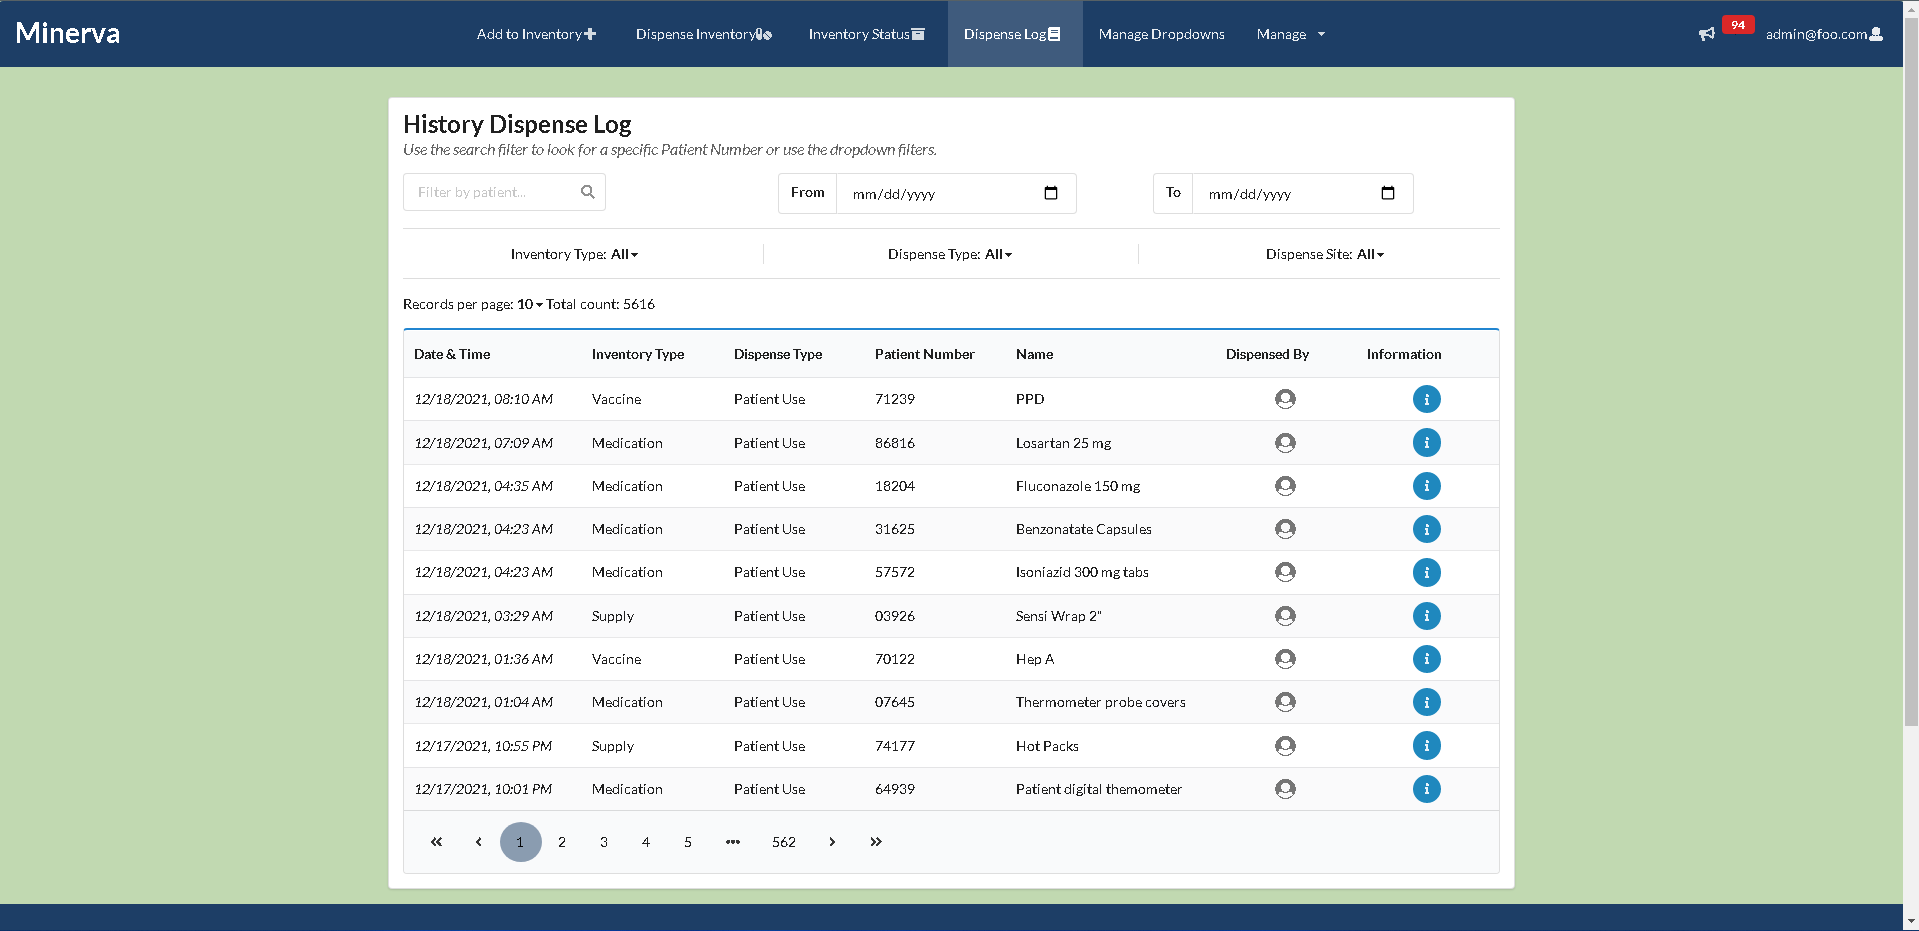 Minerva
Add to Inventory Dispense Inventory Inventory Status Dispense Log Manage Dropdowns Manage 94 admin@foo.com
History Dispense Log
Use the search filter to look for a specific Patient Number or use the dropdown filters.
Filter by patient... From mm/dd/yyyy To mm/dd/yyyy
Inventory Type: All Dispense Type: All Dispense Site: All
Records per page: 10 Total count: 5616
Date & Time Inventory Type Dispense Type Patient Number Name Dispensed By Information
12/18/2021, 08:10 AM Vaccine Patient Use 71239 PPD
12/18/2021, 07:09 AM Medication Patient Use 86816 Losartan 25 mg
12/18/2021, 04:35 AM Medication Patient Use 18204 Fluconazole 150 mg
12/18/2021, 04:23 AM Medication Patient Use 31625 Benzonatate Capsules
12/18/2021, 04:23 AM Medication Patient Use 57572 Isoniazid 300 mg tabs
12/18/2021, 03:29 AM Supply Patient Use 03926 Sensi Wrap 2"
12/18/2021, 01:36 AM Vaccine Patient Use 70122 Hep A
12/18/2021, 01:04 AM Medication Patient Use 07645 Thermometer probe covers
12/17/2021, 10:55 PM Supply Patient Use 74177 Hot Packs
12/17/2021, 10:01 PM Medication Patient Use 64939 Patient digital themometer
« ‹ 1 2 3 4 5 ••• 562 › »